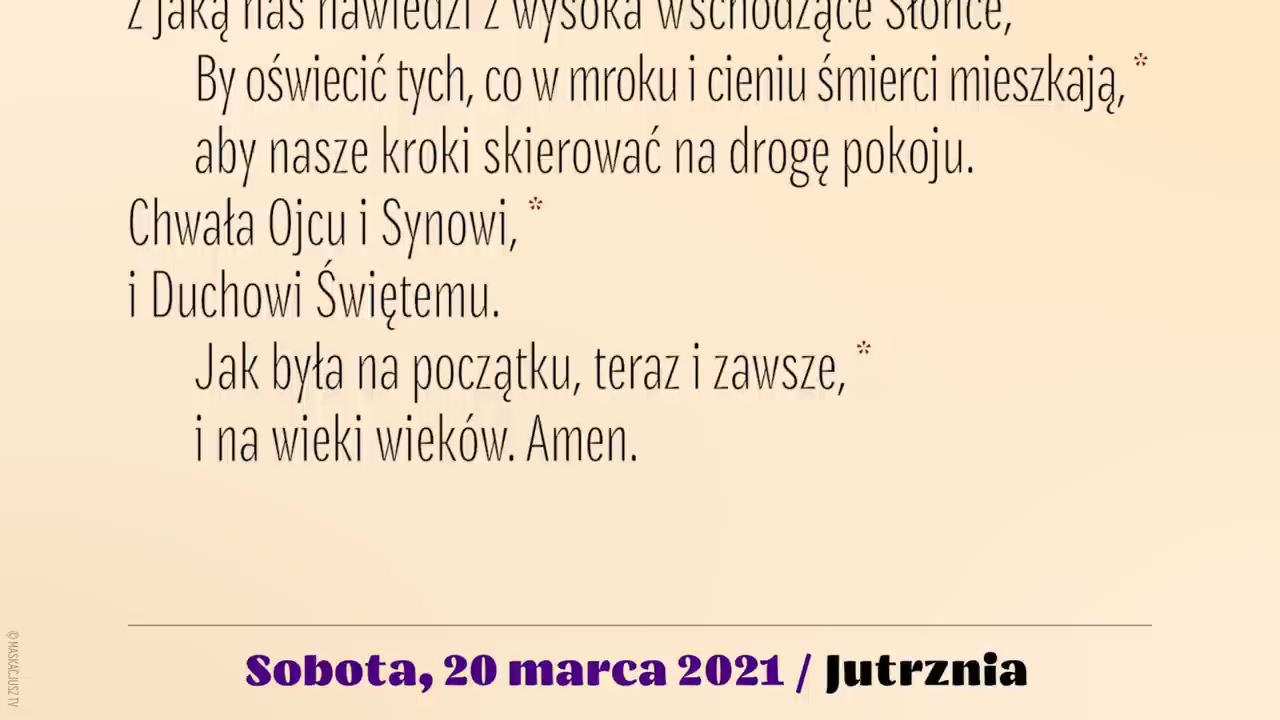 z jaką nas nawiedzi z wysoka Wschodzące Słońce,
By oświecić tych, co w mroku i cieniu śmierci mieszkają, *
aby nasze kroki skierować na drogę pokoju.
Chwała Ojcu i Synowi, *
i Duchowi Świętemu.
Jak była na początku, teraz i zawsze, *
i na wieki wieków. Amen.
© MASKACJUSZ TV
Sobota, 20 marca 2021 / Jutrznia